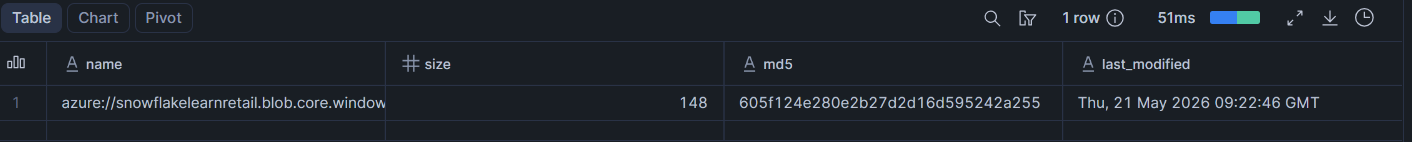 Table Chart Pivot 1 row 51ms
name size md5 last_modified
1 azure://snowflakelearnretail.blob.core.window 148 605f124e280e2b27d2d16d595242a255 Thu, 21 May 2026 09:22:46 GMT